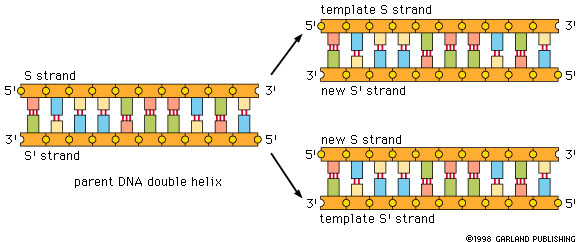 S strand
5' 3'
3' 5'
S' strand
parent DNA double helix
template S strand
5' 3'
3' 5'
new S' strand
new S strand
5' 3'
3' 5'
template S' strand
©1998 GARLAND PUBLISHING